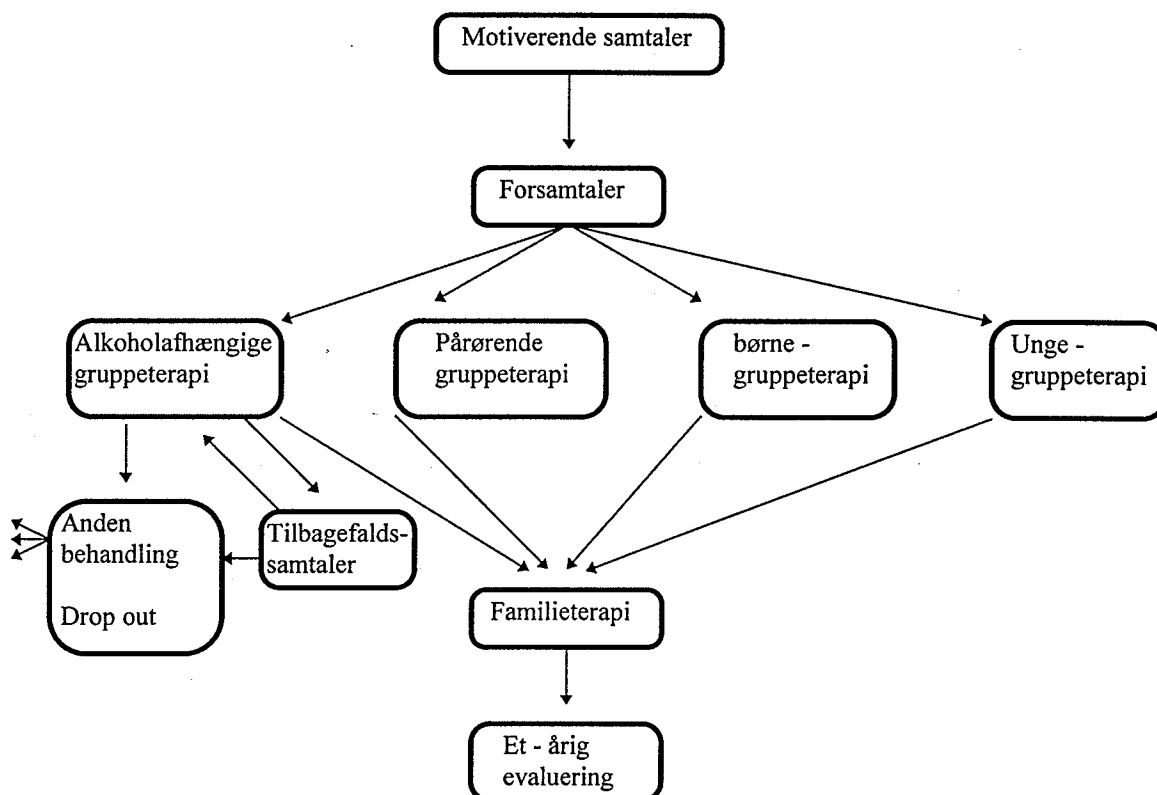 Motiverende samtaler
Forsamtaler
Alkoholafhængige
gruppeterapi
Pårørende
gruppeterapi
børne -
gruppeterapi
Unge -
gruppeterapi
Anden
behandling
Drop out
Tilbagefalds-
samtaler
Familieterapi
Et - årig
evaluering